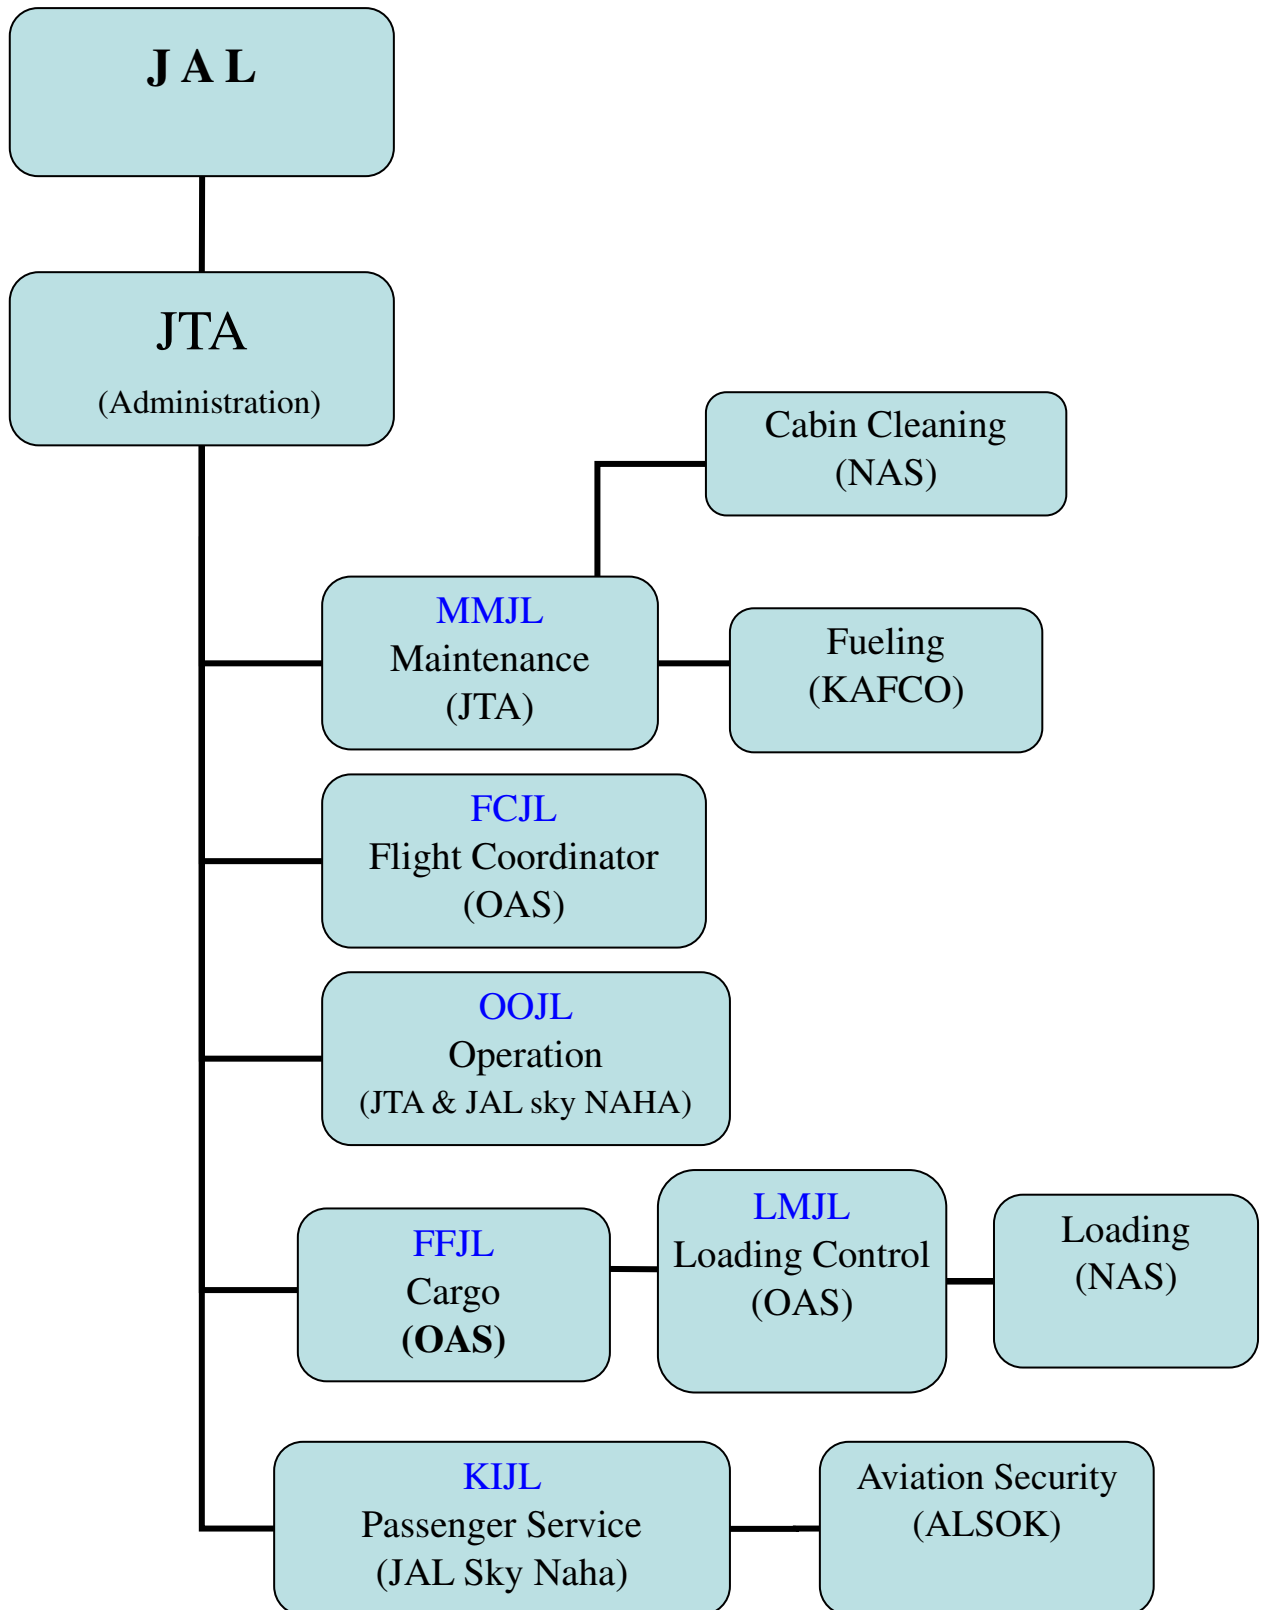 J A L
JTA
(Administration)
Cabin Cleaning
(NAS)
MMJL
Maintenance
(JTA)
Fueling
(KAFCO)
FCJL
Flight Coordinator
(OAS)
OOJL
Operation
(JTA & JAL sky NAHA)
FFJL
Cargo
(OAS)
LMJL
Loading Control
(OAS)
Loading
(NAS)
KIJL
Passenger Service
(JAL Sky Naha)
Aviation Security
(ALSOK)